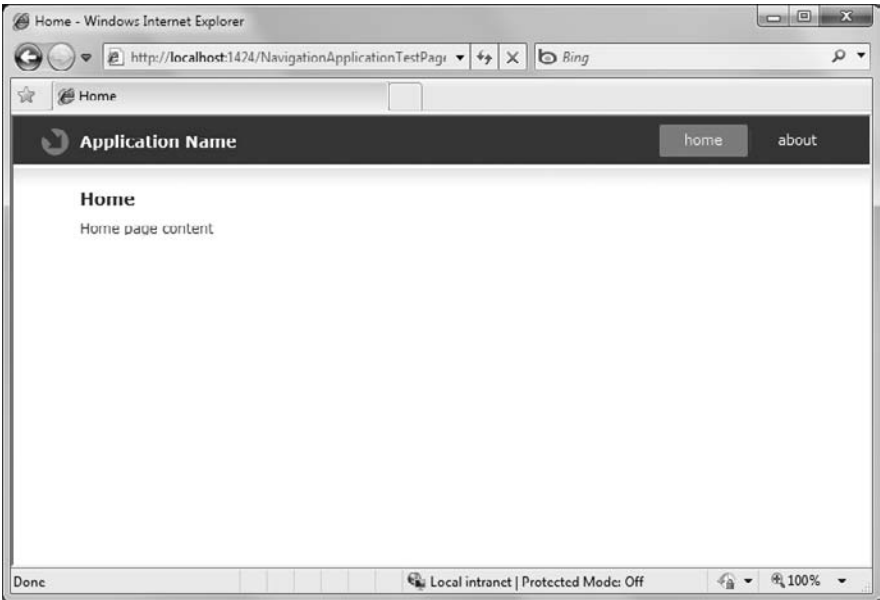 Home - Windows Internet Explorer
http://localhost:1424/NavigationApplicationTestPage
Bing
Home
Application Name
home
about
Home
Home page content
Done
Local intranet | Protected Mode: Off
100%